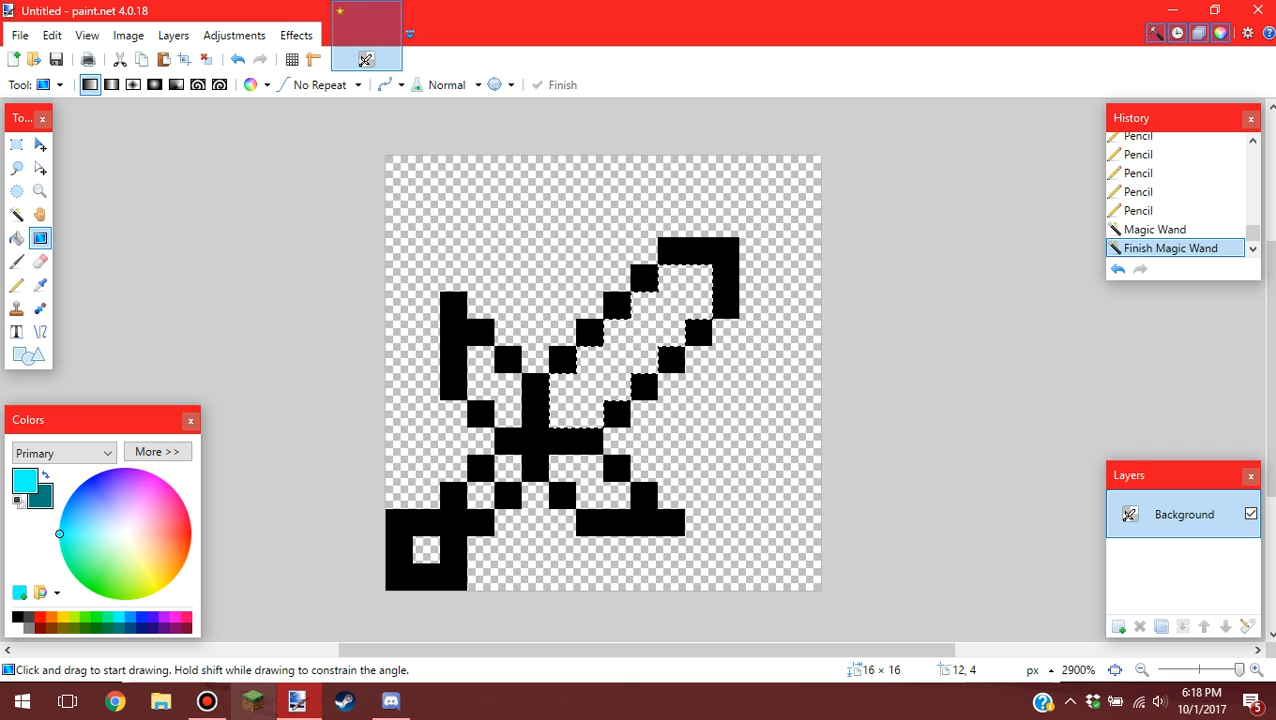 Untitled - paint.net 4.0.18
File Edit View Image Layers Adjustments Effects
Tool: No Repeat Normal Finish
To... x
History x
Pencil
Pencil
Pencil
Pencil
Pencil
Magic Wand
Finish Magic Wand
Colors x
Primary More >>
Layers x
Background
Click and drag to start drawing. Hold shift while drawing to constrain the angle.
16 × 16 12, 4 px 2900%
6:18 PM
10/1/2017
5